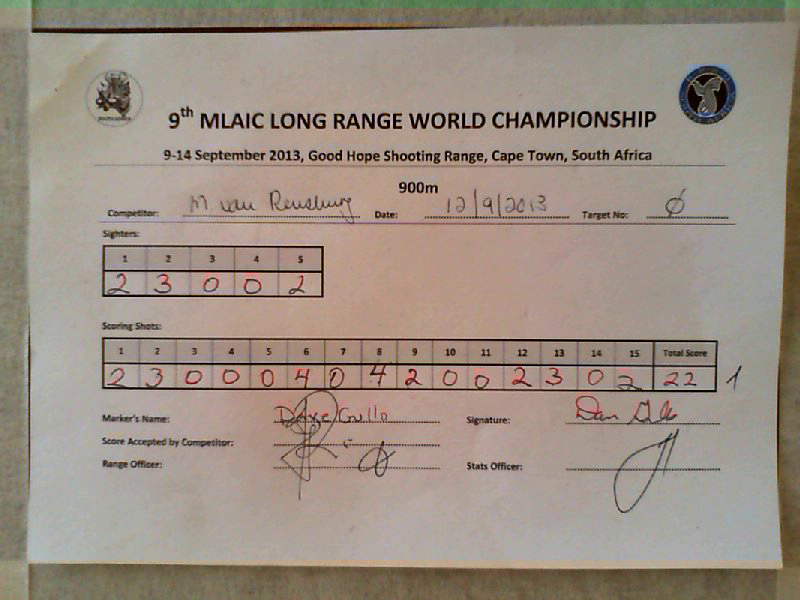 9th MLAIC LONG RANGE WORLD CHAMPIONSHIP
9-14 September 2013, Good Hope Shooting Range, Cape Town, South Africa
900m
Competitor: M van Rensburg Date: 12/9/2013 Target No: Ø
Sighters:
1 2 3 4 5
2 3 0 0 2
Scoring Shots:
1 2 3 4 5 6 7 8 9 10 11 12 13 14 15 Total Score
2 3 0 0 0 4 0 4 2 0 0 2 3 0 2 22 1
Marker's Name: Dave Gullo Signature:
Score Accepted by Competitor:
Range Officer: Stats Officer: